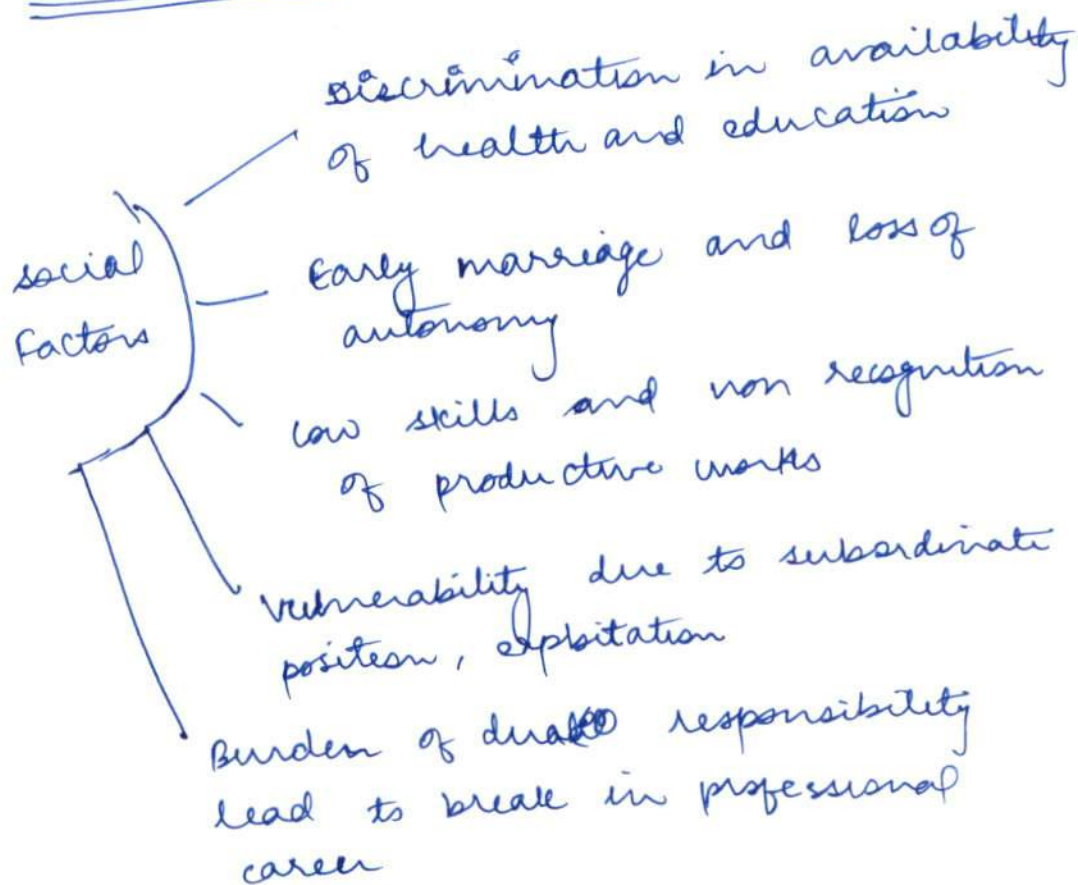 Discrimination in availability
of health and education
social
Factors
Early marriage and loss of
autonomy
low skills and non recognition
of productive works
vulnerability due to subordinate
position, exploitation
Burden of dual responsibility
lead to break in professional
career